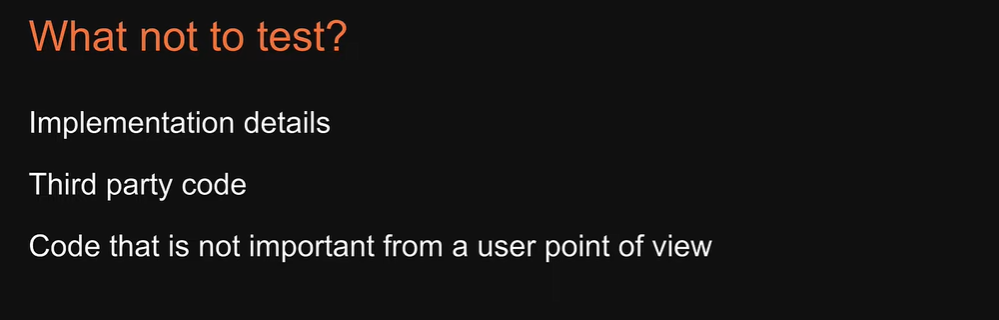 What not to test?
Implementation details
Third party code
Code that is not important from a user point of view